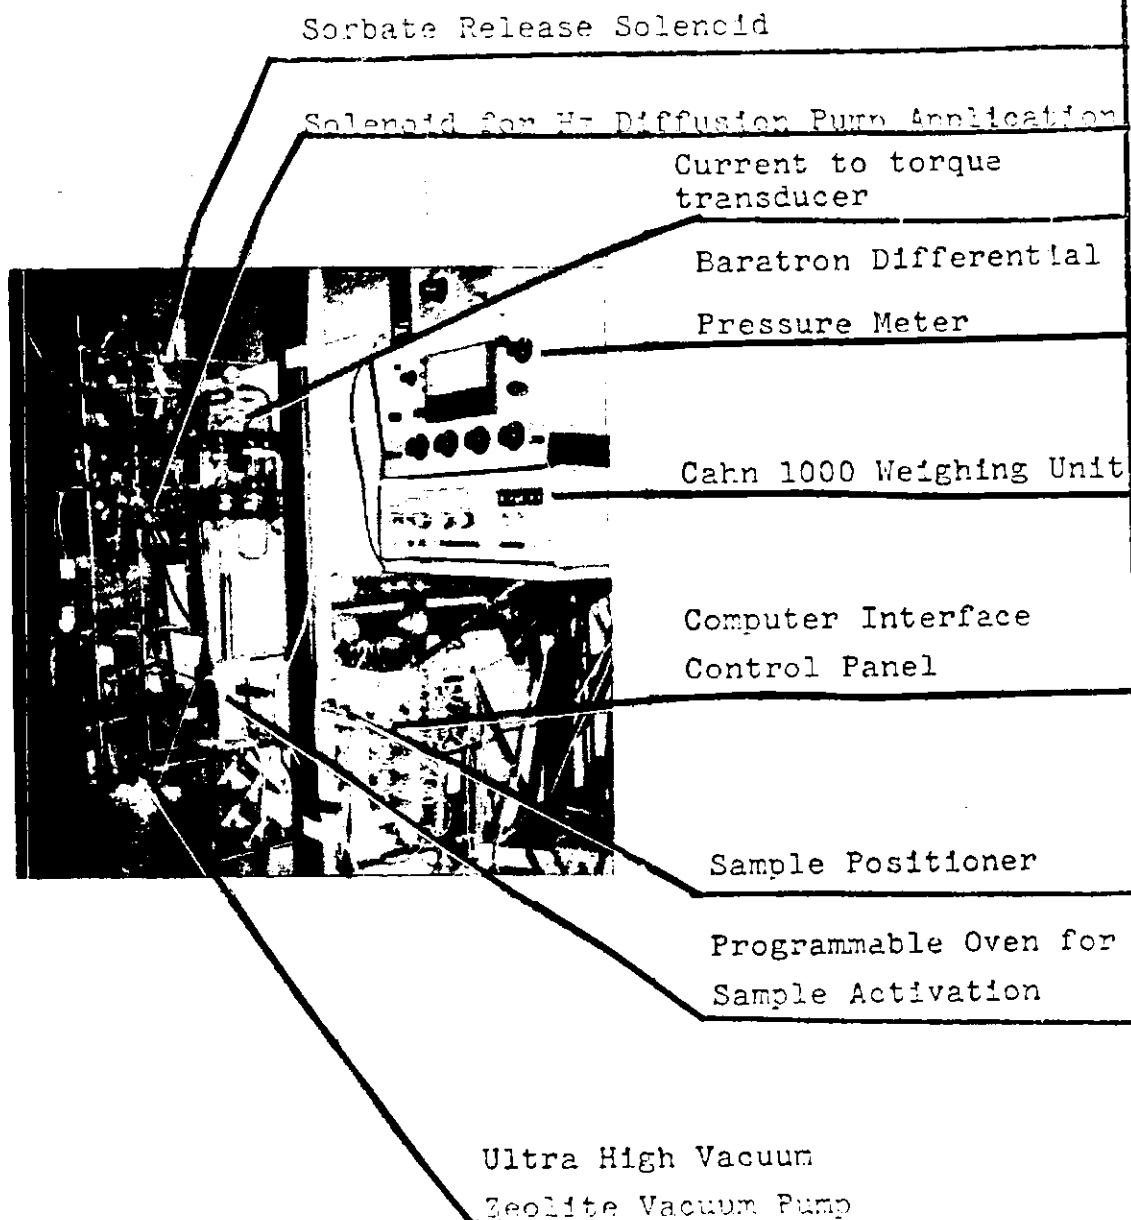 Sorbate Release Solenoid
Solenoid for Hg Diffusion Pump Application
Current to torque
transducer
Baratron Differential
Pressure Meter
Cahn 1000 Weighing Unit
Computer Interface
Control Panel
Sample Positioner
Programmable Oven for
Sample Activation
Ultra High Vacuum
Zeolite Vacuum Pump